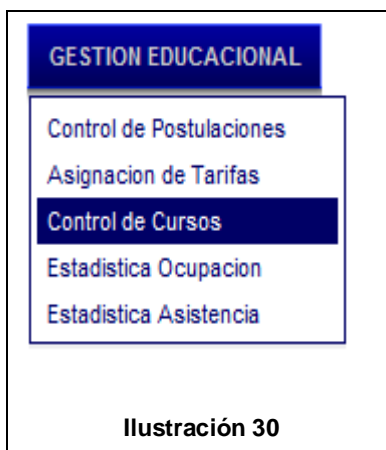 GESTION EDUCACIONAL
Control de Postulaciones
Asignacion de Tarifas
Control de Cursos
Estadistica Ocupacion
Estadistica Asistencia
Ilustración 30